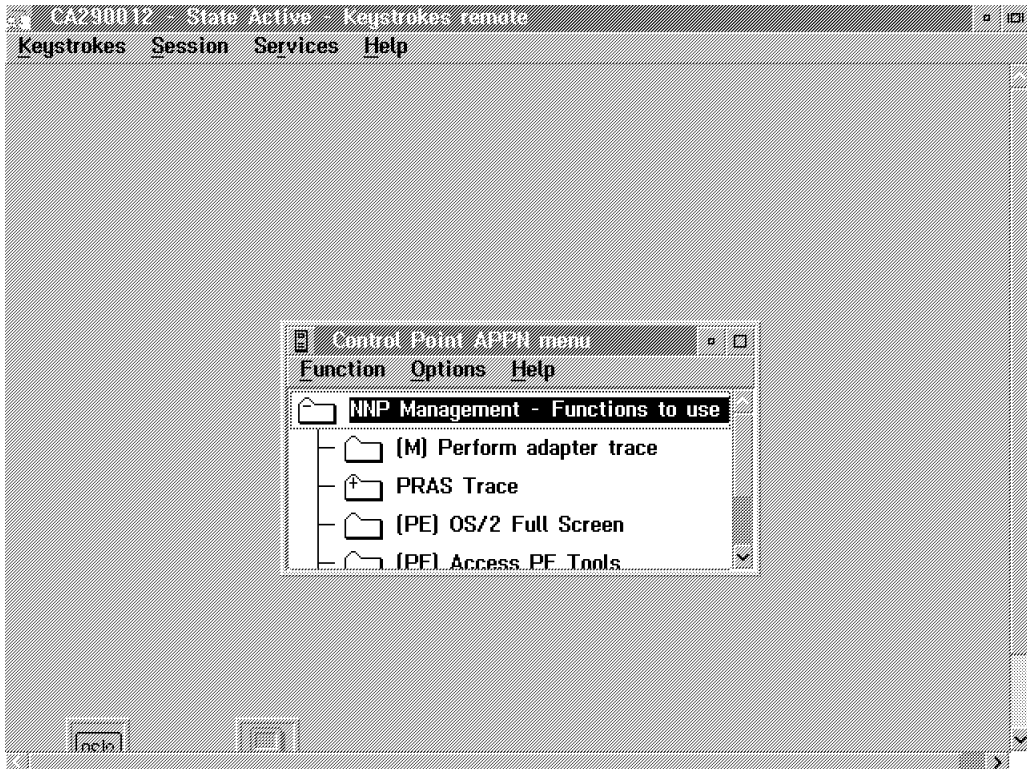 CA290012 - State Active - Keystrokes remote
Keystrokes Session Services Help
Control Point APPN menu
Function Options Help
NNP Management - Functions to use
(M) Perform adapter trace
PRAS Trace
(PE) OS/2 Full Screen
(PE) Access PE Tools